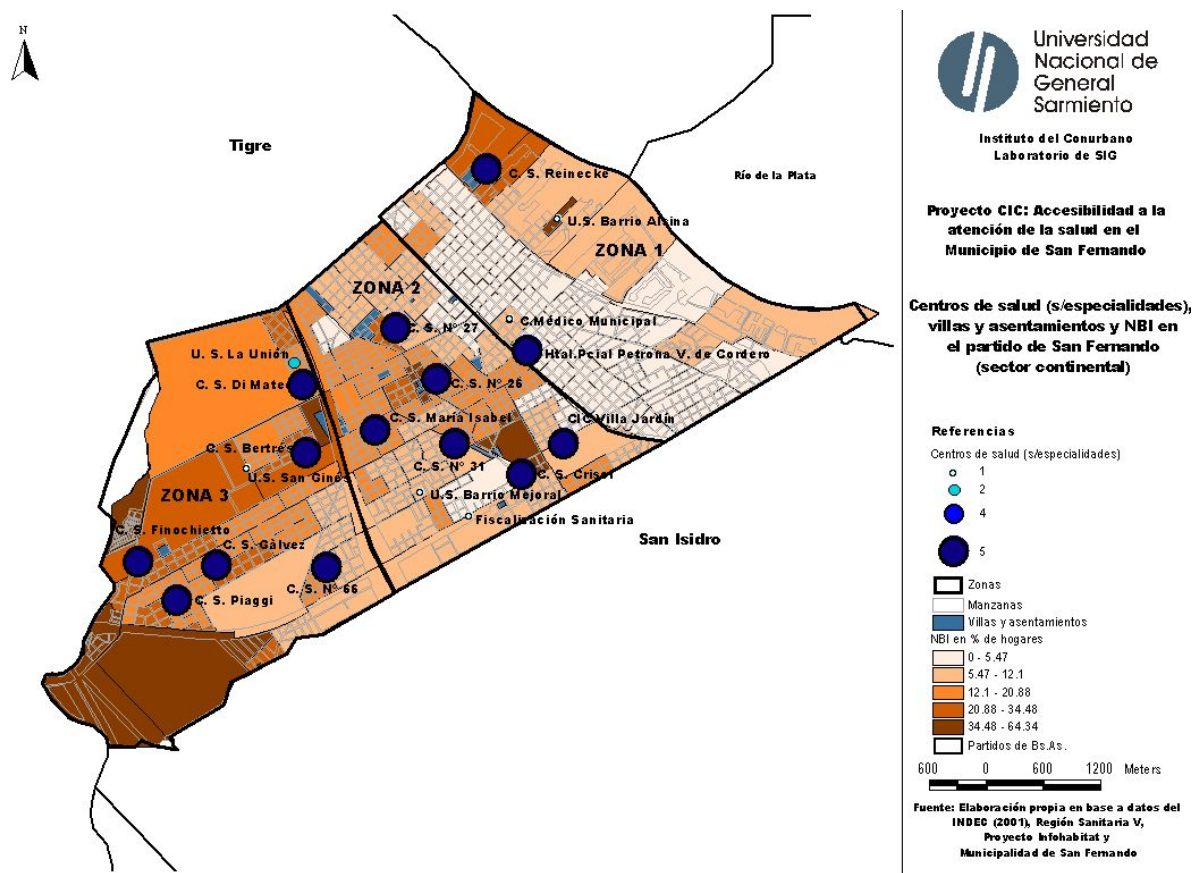 N
Tigre
Río de la Plata
C. S. Reinecke
U.S. Barrio Alsina
ZONA 1
ZONA 2
C. S. N° 27
C.Médico Municipal
U. S. La Unión
Htal.Pcial Petrona V. de Cordero
C. S. Di Mateo
C. S. N° 26
C. S. María Isabel
CIC Villa Jardín
C. S. Bertrés
C. S. N° 31
U.S. San Ginés
C. S. Crisol
ZONA 3
U.S. Barrio Mejoral
Fiscalización Sanitaria
C. S. Finochietto
C. S. Gálvez
San Isidro
C. S. N° 66
C. S. Piaggi
Universidad
Nacional de
General
Sarmiento
Instituto del Conurbano
Laboratorio de SIG
Proyecto CIC: Accesibilidad a la
atención de la salud en el
Municipio de San Fernando
Centros de salud (s/especialidades),
villas y asentamientos y NBI en
el partido de San Fernando
(sector continental)
Referencias
Centros de salud (s/especialidades)
1
2
4
5
Zonas
Manzanas
Villas y asentamientos
NBI en % de hogares
0 - 5.47
5.47 - 12.1
12.1 - 20.88
20.88 - 34.48
34.48 - 64.34
Partidos de Bs.As.
600 0 600 1200 Meters
Fuente: Elaboración propia en base a datos del
INDEC (2001), Región Sanitaria V,
Proyecto Infohabitat y
Municipalidad de San Fernando